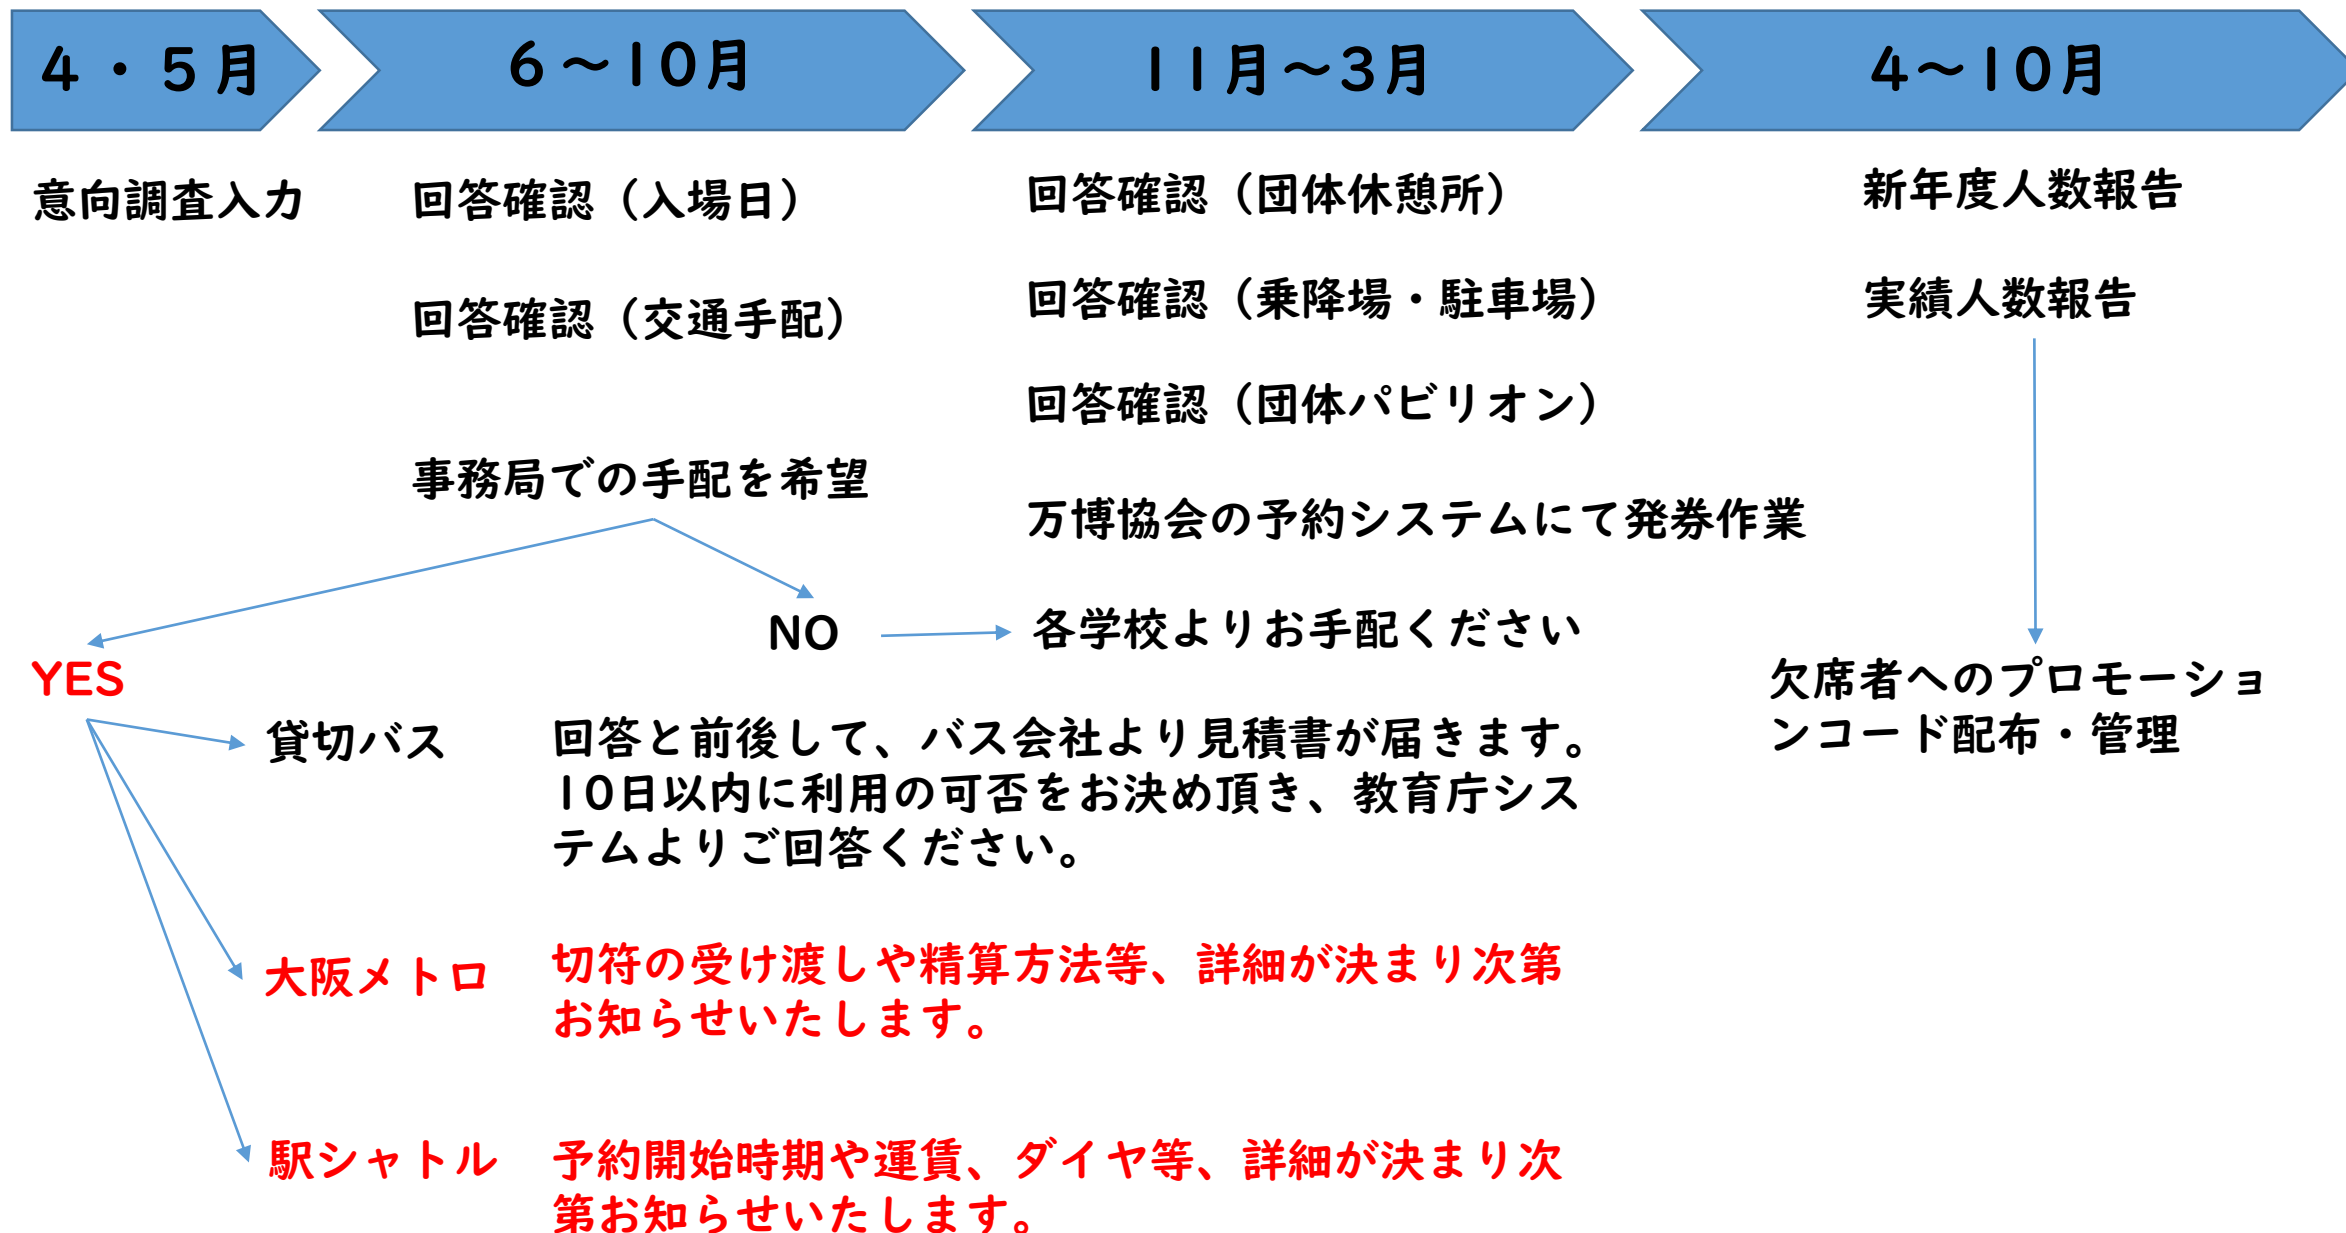 4・5月
6～10月
11月～3月
4～10月
意向調査入力
回答確認（入場日）
回答確認（交通手配）
事務局での手配を希望
回答確認（団体休憩所）
回答確認（乗降場・駐車場）
回答確認（団体パビリオン）
万博協会の予約システムにて発券作業
新年度人数報告
実績人数報告
NO
各学校よりお手配ください
YES
欠席者へのプロモーショ
ンコード配布・管理
貸切バス
回答と前後して、バス会社より見積書が届きます。
10日以内に利用の可否をお決め頂き、教育庁シス
テムよりご回答ください。
大阪メトロ
切符の受け渡しや精算方法等、詳細が決まり次第
お知らせいたします。
駅シャトル
予約開始時期や運賃、ダイヤ等、詳細が決まり次
第お知らせいたします。